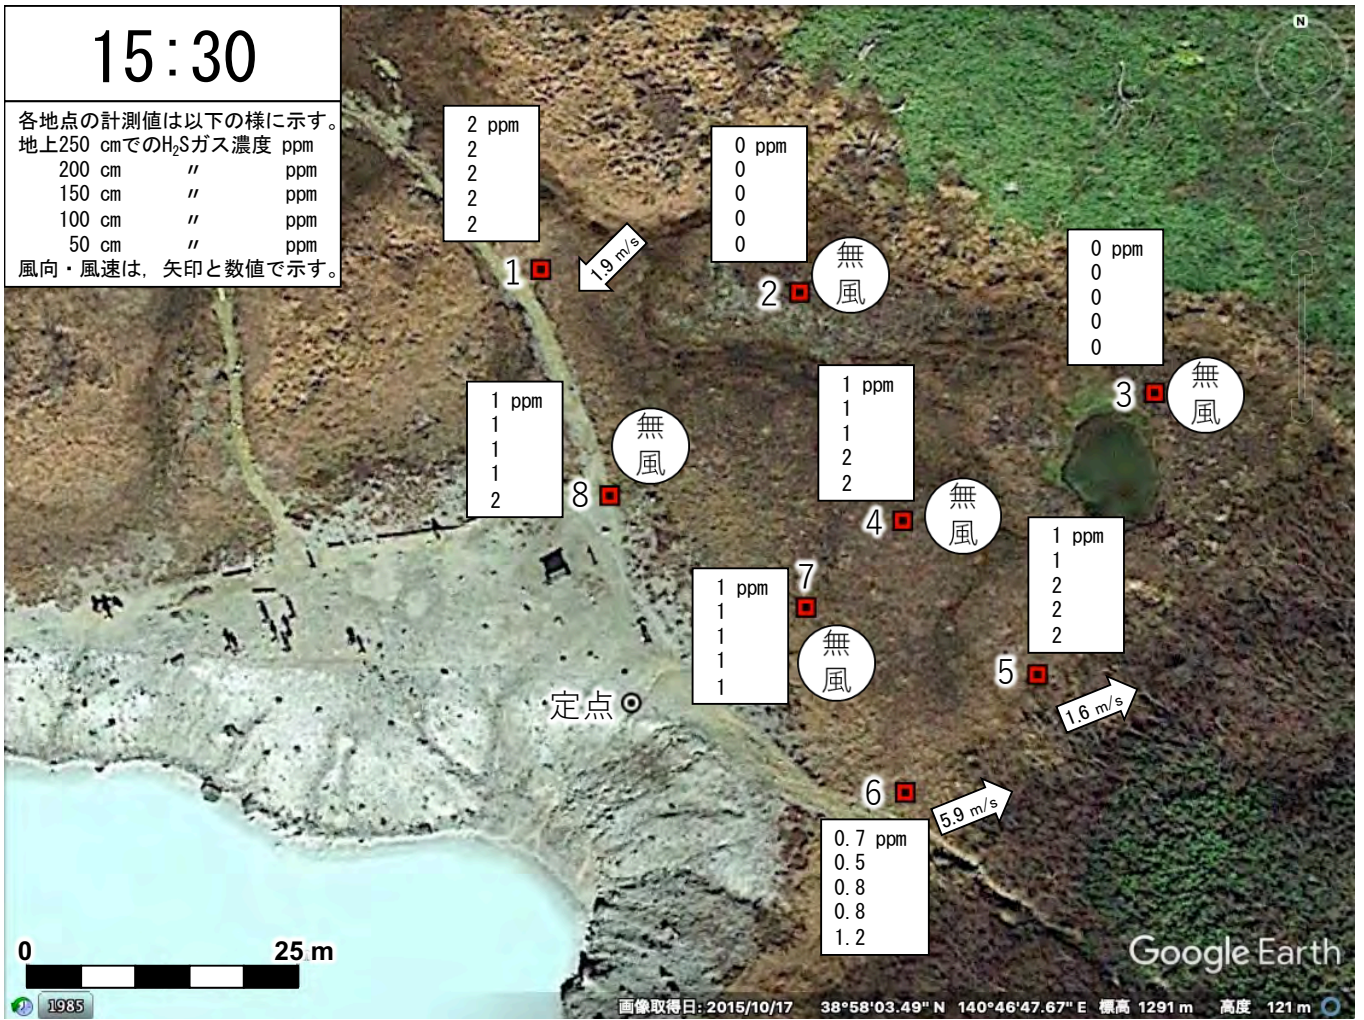 15:30
各地点の計測値は以下の様に示す。
地上250 cmでのH₂Sガス濃度 ppm
200 cm 〃 ppm
150 cm 〃 ppm
100 cm 〃 ppm
50 cm 〃 ppm
風向・風速は, 矢印と数値で示す。
N
2 ppm
2
2
2
2
1
1.9 m/s
0 ppm
0
0
0
0
2
無
風
0 ppm
0
0
0
0
3
無
風
1 ppm
1
1
1
2
8
無
風
1 ppm
1
1
2
2
4
無
風
1 ppm
1
2
2
2
5
1.6 m/s
7
1 ppm
1
1
1
1
無
風
定点
6
5.9 m/s
0.7 ppm
0.5
0.8
0.8
1.2
0 25 m
Google Earth
1985
画像取得日: 2015/10/17 38°58'03.49" N 140°46'47.67" E 標高 1291 m 高度 121 m